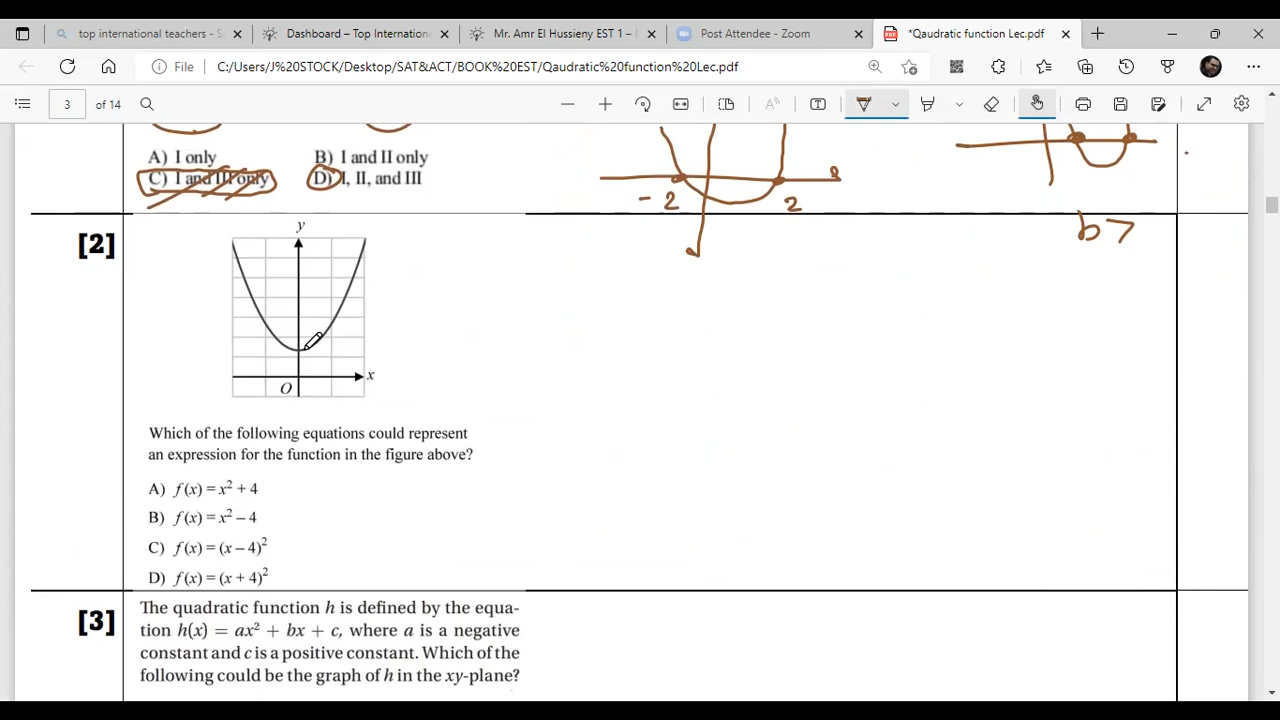 top international teachers - S
Dashboard – Top Internation
Mr. Amr El Hussieny EST 1 –
Post Attendee - Zoom
*Qaudratic function Lec.pdf
File
C:/Users/J%20STOCK/Desktop/SAT&ACT/BOOK%20EST/Qaudratic%20function%20Lec.pdf
3 of 14
A) I only B) I and II only
C) I and III only D) I, II, and III
- 2 2
b >
[2]
y
x
O
Which of the following equations could represent
an expression for the function in the figure above?
A) f(x) = x² + 4
B) f(x) = x² – 4
C) f(x) = (x – 4)²
D) f(x) = (x + 4)²
[3]
The quadratic function h is defined by the equa-
tion h(x) = ax² + bx + c, where a is a negative
constant and c is a positive constant. Which of the
following could be the graph of h in the xy-plane?